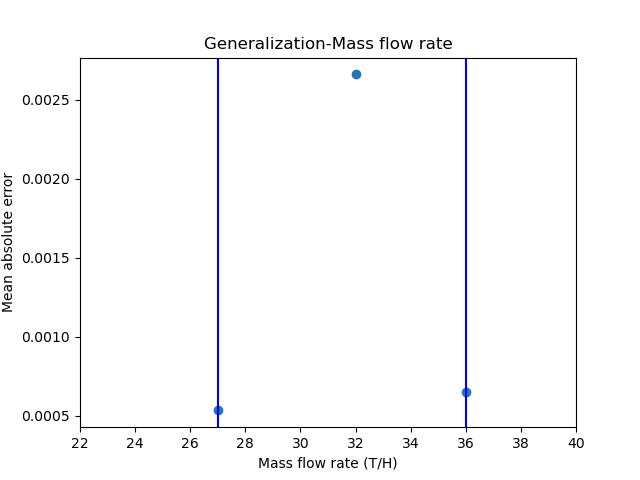 Generalization-Mass flow rate
Mean absolute error
0.0025
0.0020
0.0015
0.0010
0.0005
22 24 26 28 30 32 34 36 38 40
Mass flow rate (T/H)